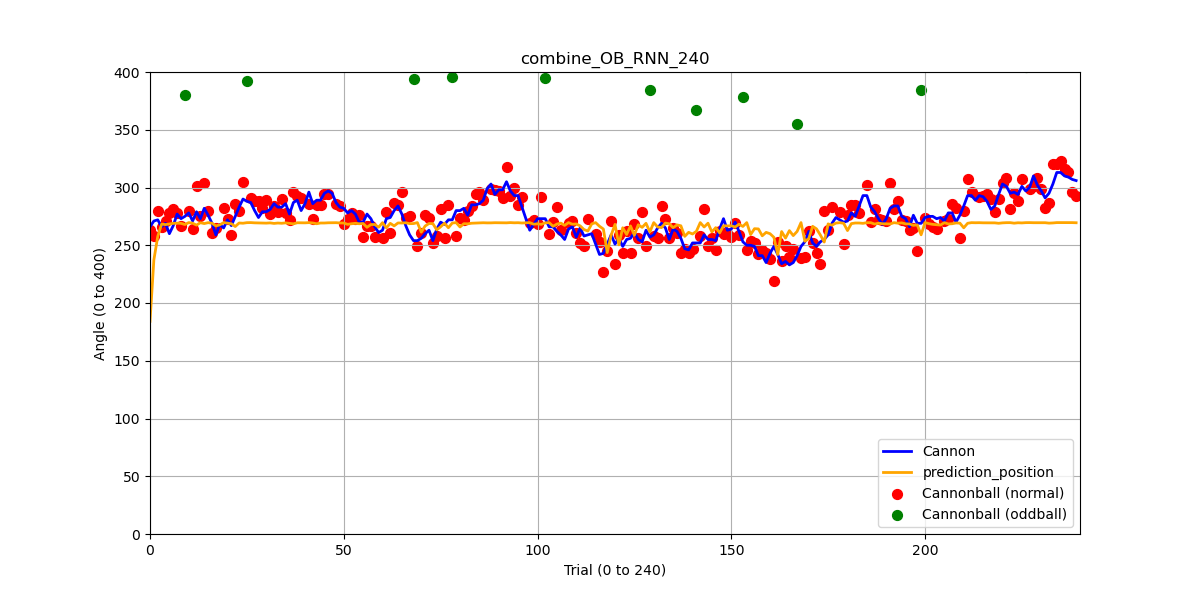 combine_OB_RNN_240
400
350
300
250
200
150
100
50
0
Angle (0 to 400)
0 50 100 150 200
Trial (0 to 240)
Cannon
prediction_position
Cannonball (normal)
Cannonball (oddball)